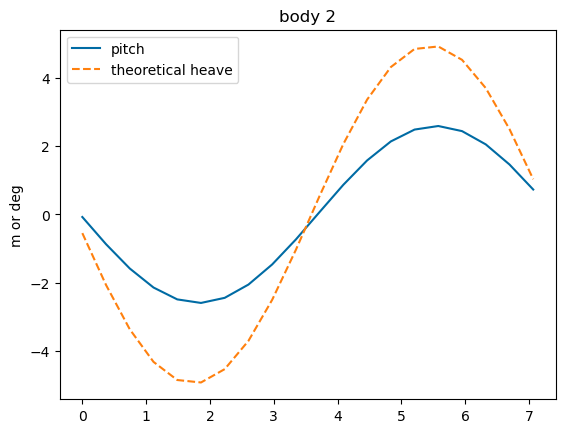 body 2
pitch
theoretical heave
m or deg
4
2
0
−2
−4
0 1 2 3 4 5 6 7